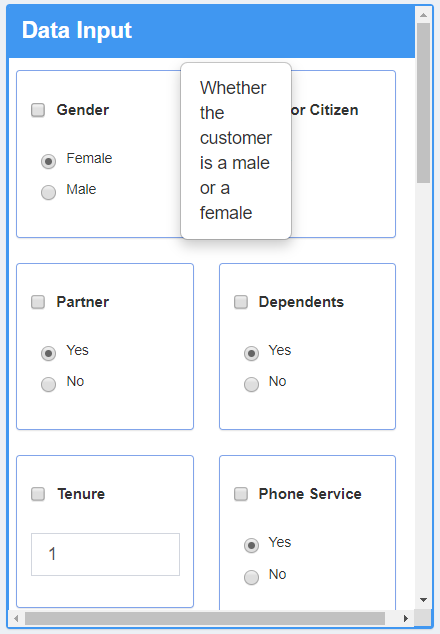 Data Input
Gender
Female
Male
Whether
the
customer
is a male
or a
female
or Citizen
Partner
Yes
No
Dependents
Yes
No
Tenure
1
Phone Service
Yes
No